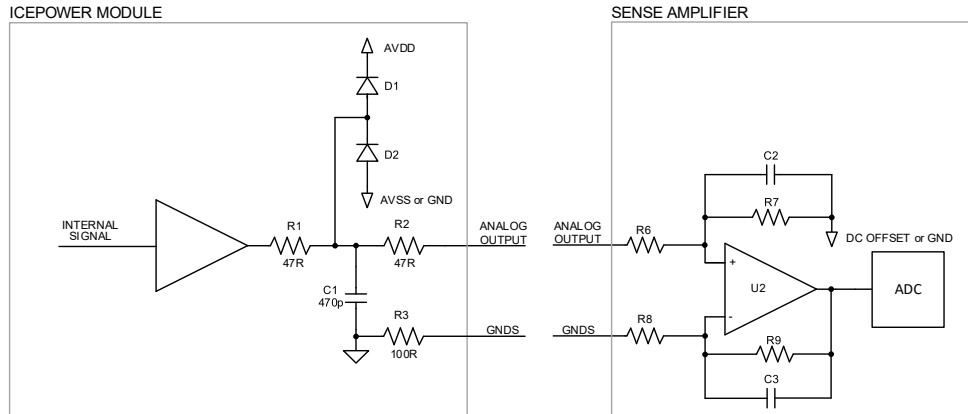 ICEPOWER MODULE
SENSE AMPLIFIER
AVDD
D1
D2
AVSS or GND
INTERNAL
SIGNAL
R1
47R
R2
47R
ANALOG
OUTPUT
C1
470p
R3
100R
GNDS
ANALOG
OUTPUT
R6
C2
R7
DC OFFSET or GND
+
U2
-
ADC
GNDS
R8
R9
C3